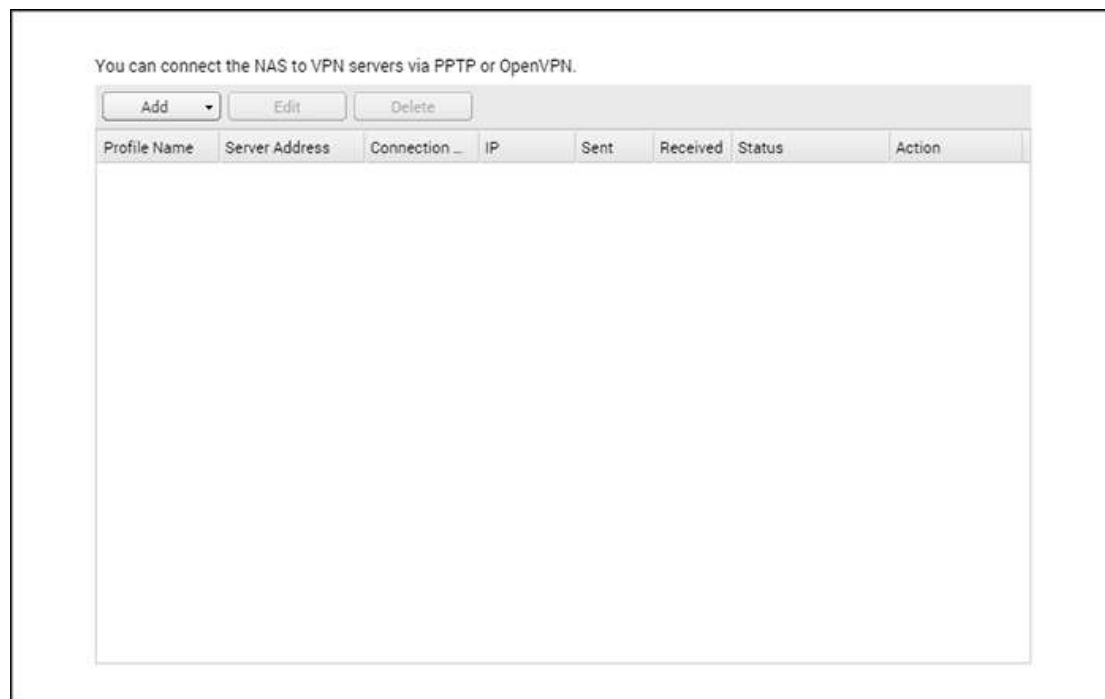 You can connect the NAS to VPN servers via PPTP or OpenVPN.
Add Edit Delete
Profile Name Server Address Connection ... IP Sent Received Status Action